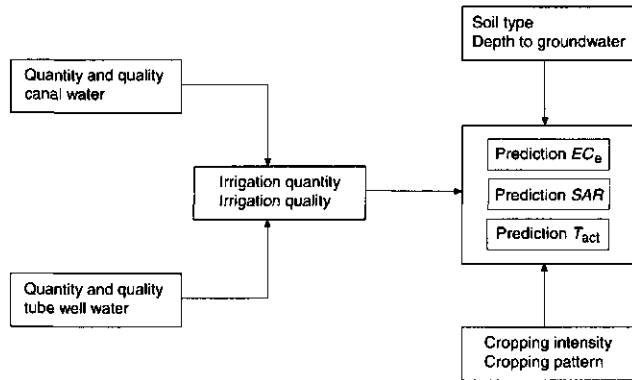 Soil type
Depth to groundwater
Quantity and quality
canal water
Prediction ECe
Irrigation quantity
Irrigation quality
Prediction SAR
Prediction Tact
Quantity and quality
tube well water
Cropping intensity
Cropping pattern